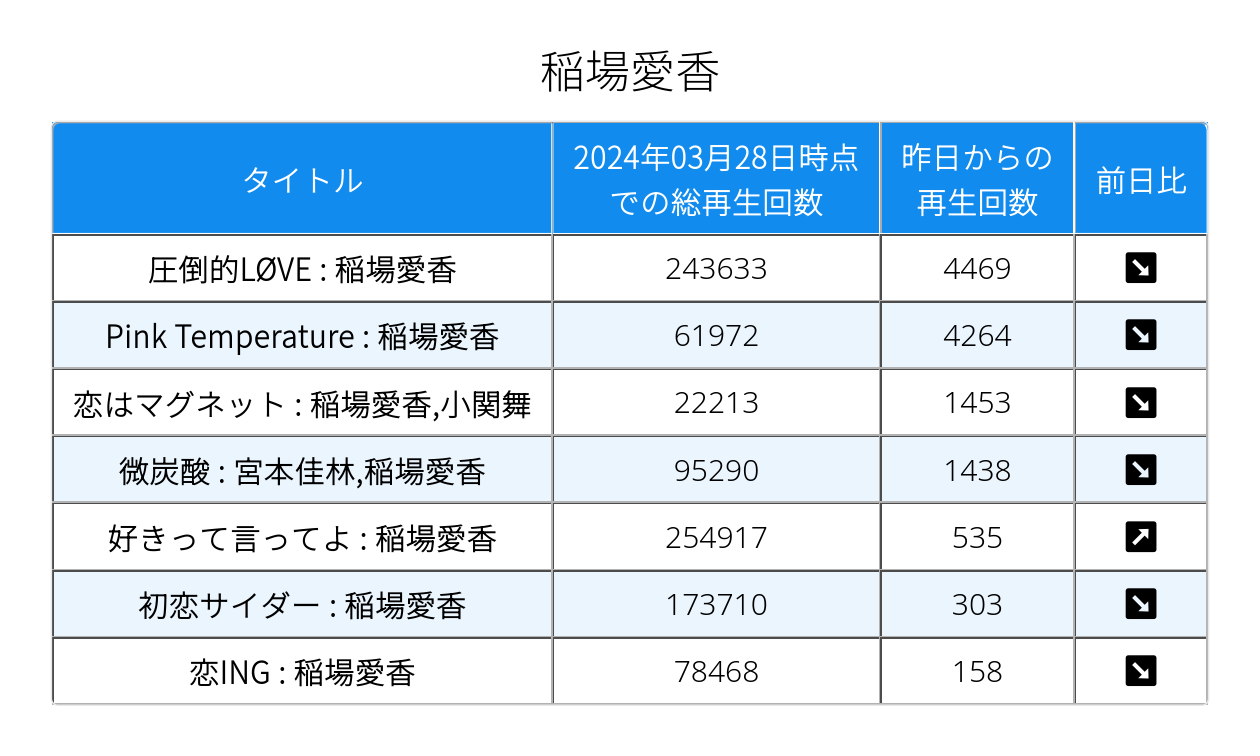 稲場愛香
タイトル
2024年03月28日時点
での総再生回数
昨日からの
再生回数
前日比
圧倒的LØVE : 稲場愛香 243633 4469 ↘
Pink Temperature : 稲場愛香 61972 4264 ↘
恋はマグネット : 稲場愛香,小関舞 22213 1453 ↘
微炭酸 : 宮本佳林,稲場愛香 95290 1438 ↘
好きって言ってよ : 稲場愛香 254917 535 ↗
初恋サイダー : 稲場愛香 173710 303 ↘
恋ING : 稲場愛香 78468 158 ↘